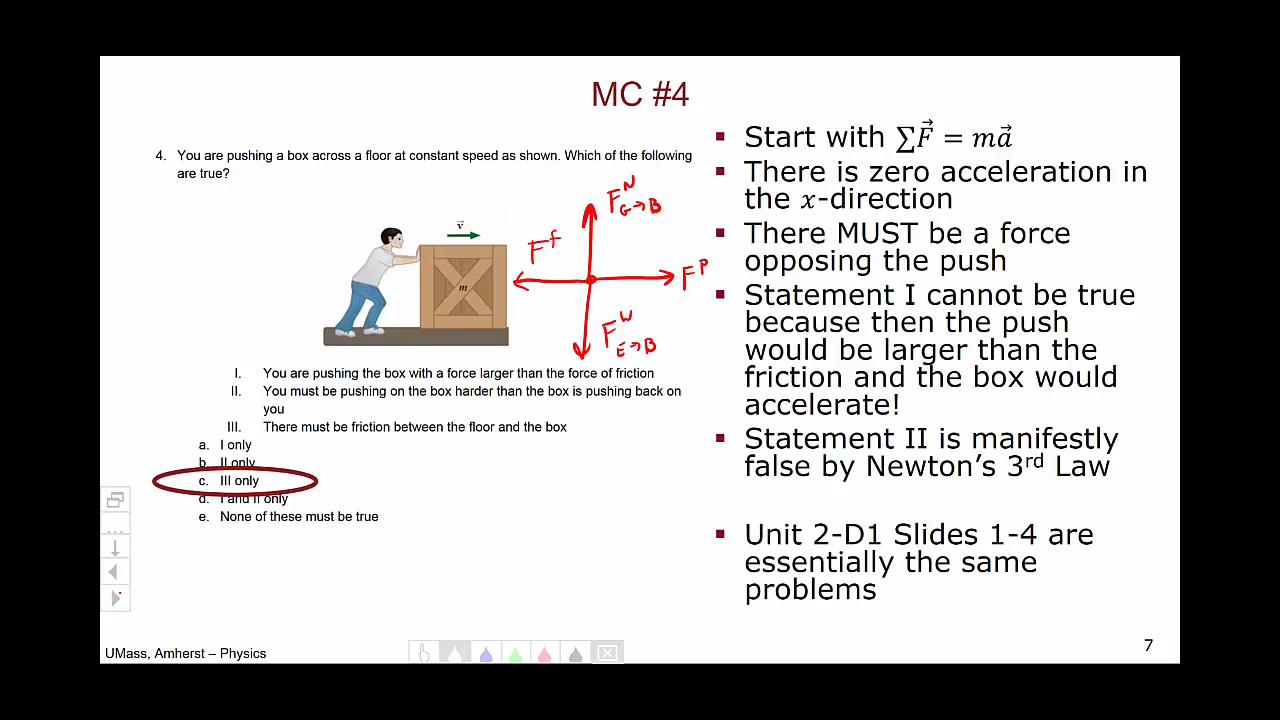 MC #4
4. You are pushing a box across a floor at constant speed as shown. Which of the following
are true?
v⃗
m
F^N_{G→B}
F^f
F^P
F^W_{E→B}
I. You are pushing the box with a force larger than the force of friction
II. You must be pushing on the box harder than the box is pushing back on
you
III. There must be friction between the floor and the box
a. I only
b. II only
c. III only
d. I and II only
e. None of these must be true
▪ Start with ∑F⃗ = ma⃗
▪ There is zero acceleration in
the x-direction
▪ There MUST be a force
opposing the push
▪ Statement I cannot be true
because then the push
would be larger than the
friction and the box would
accelerate!
▪ Statement II is manifestly
false by Newton's 3rd Law
▪ Unit 2-D1 Slides 1-4 are
essentially the same
problems
UMass, Amherst – Physics
7